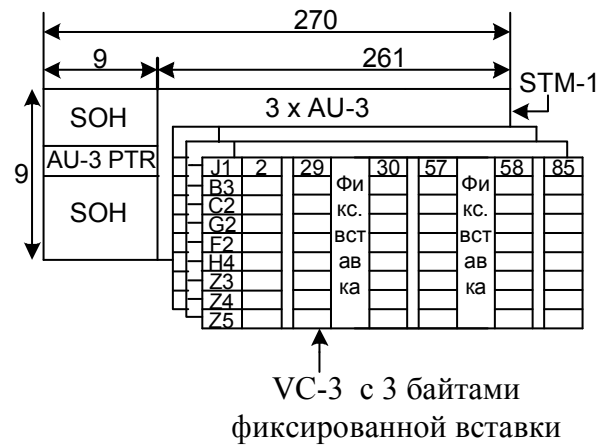 270
9 261
STM-1
SOH 3 x AU-3
AU-3 PTR
9
SOH
J1 2 29 30 57 58 85
B3
C2
G2
F2
H4
Z3
Z4
Z5
Фи
кс.
вст
ав
ка
Фи
кс.
вст
ав
ка
VC-3 с 3 байтами
фиксированной вставки